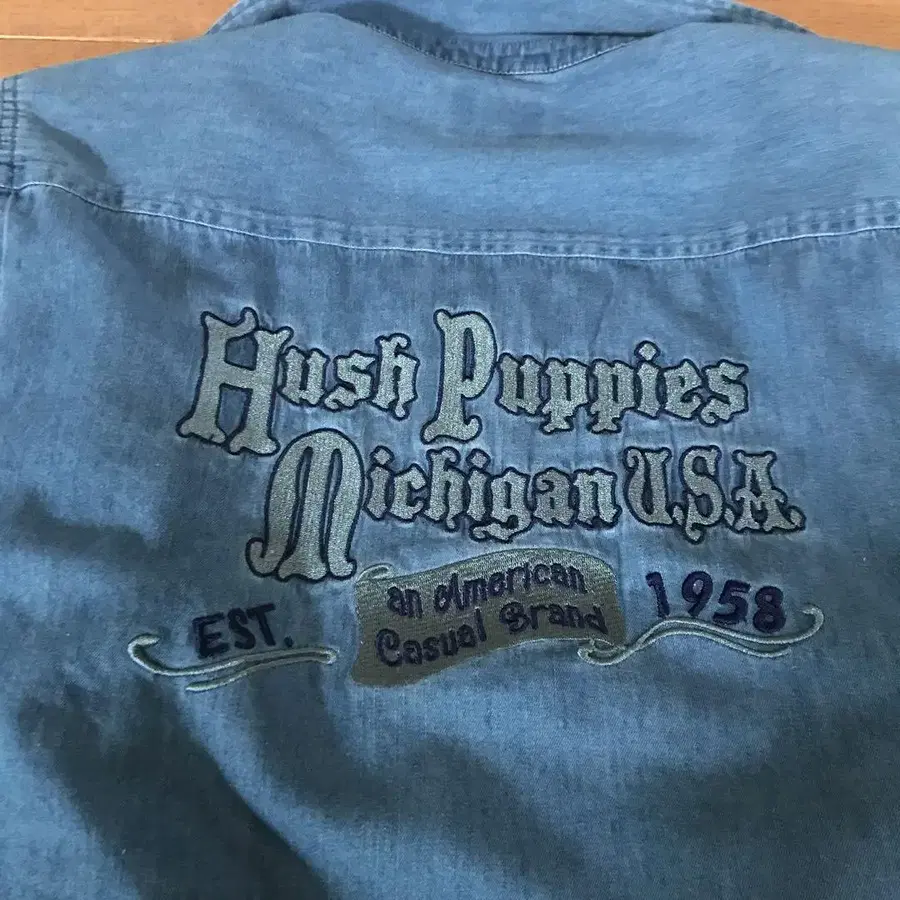 Hush Puppies
Michigan U.S.A.
EST. an American 1958
Casual Brand